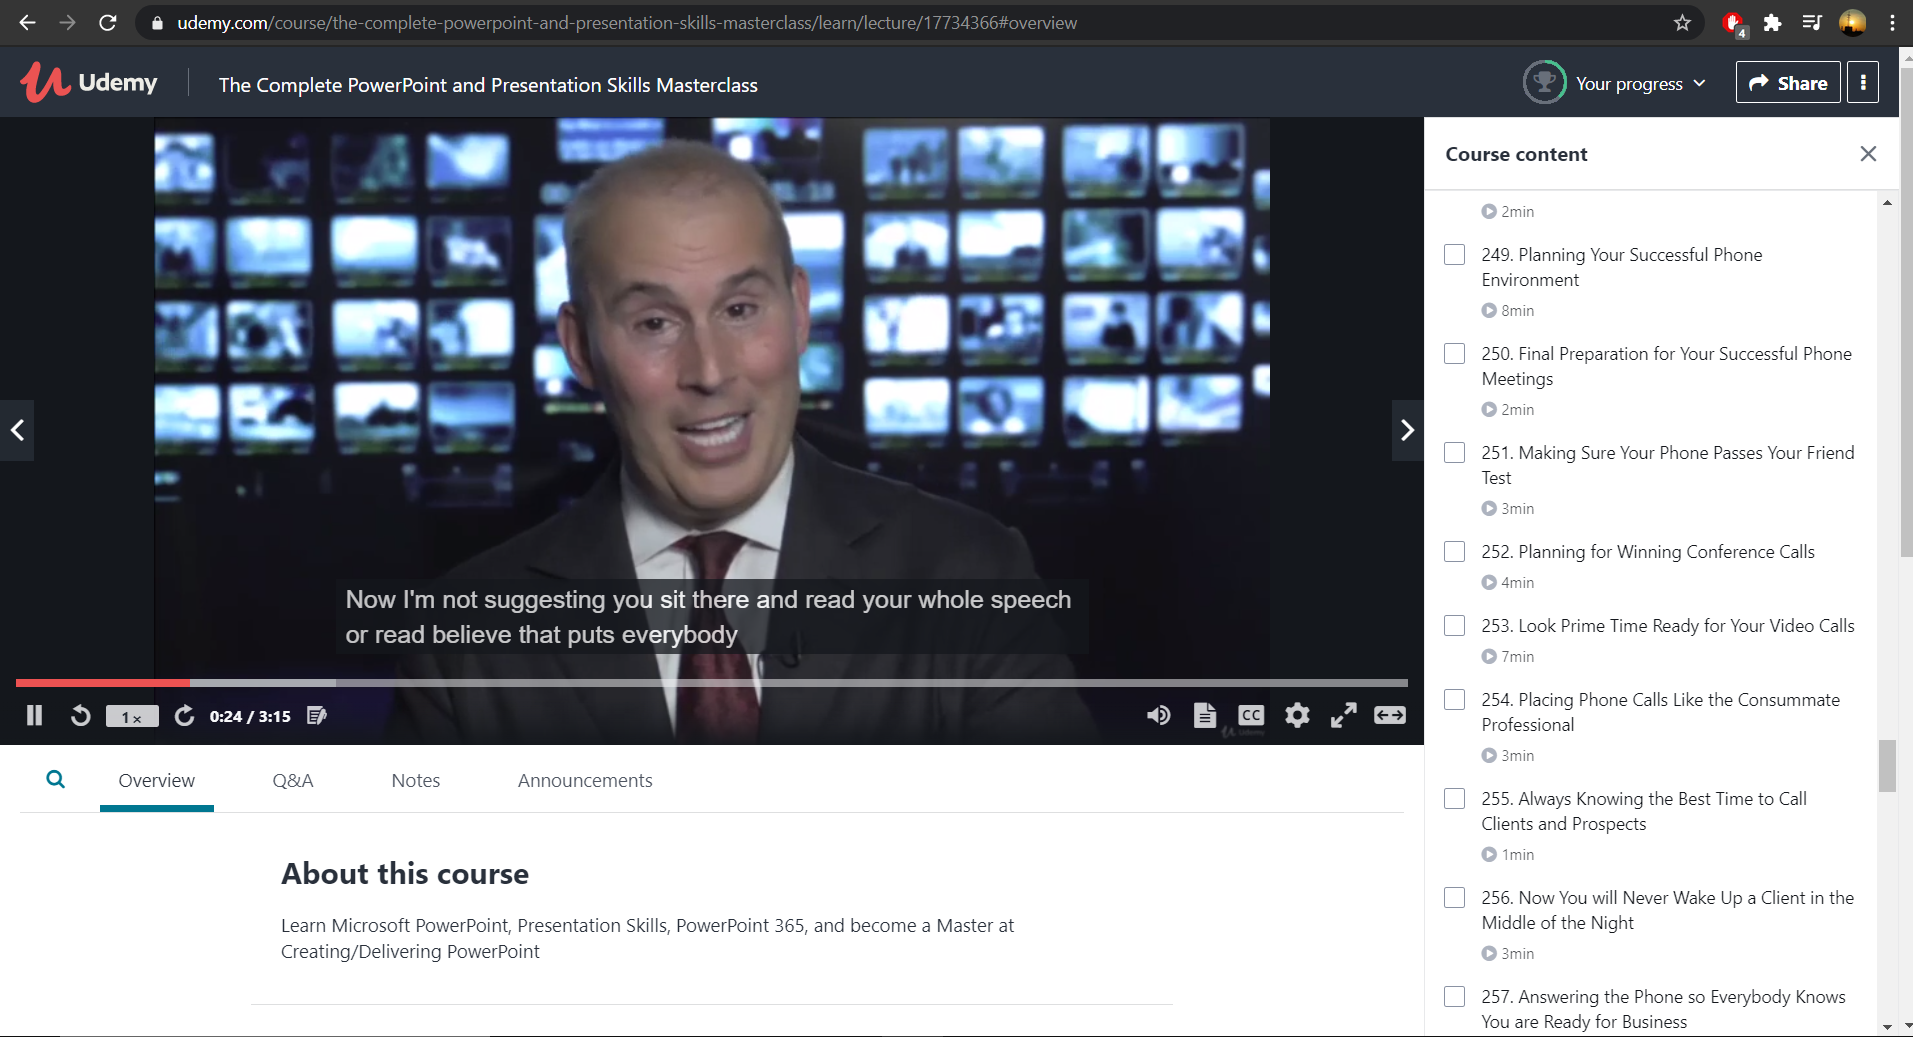 udemy.com/course/the-complete-powerpoint-and-presentation-skills-masterclass/learn/lecture/17734366#overview
4
Udemy
The Complete PowerPoint and Presentation Skills Masterclass
Your progress
Share
Now I'm not suggesting you sit there and read your whole speech
or read believe that puts everybody
1x
0:24 / 3:15
CC
Udemy
Overview
Q&A
Notes
Announcements
About this course
Learn Microsoft PowerPoint, Presentation Skills, PowerPoint 365, and become a Master at
Creating/Delivering PowerPoint
Course content
2min
249. Planning Your Successful Phone
Environment
8min
250. Final Preparation for Your Successful Phone
Meetings
2min
251. Making Sure Your Phone Passes Your Friend
Test
3min
252. Planning for Winning Conference Calls
4min
253. Look Prime Time Ready for Your Video Calls
7min
254. Placing Phone Calls Like the Consummate
Professional
3min
255. Always Knowing the Best Time to Call
Clients and Prospects
1min
256. Now You will Never Wake Up a Client in the
Middle of the Night
3min
257. Answering the Phone so Everybody Knows
You are Ready for Business